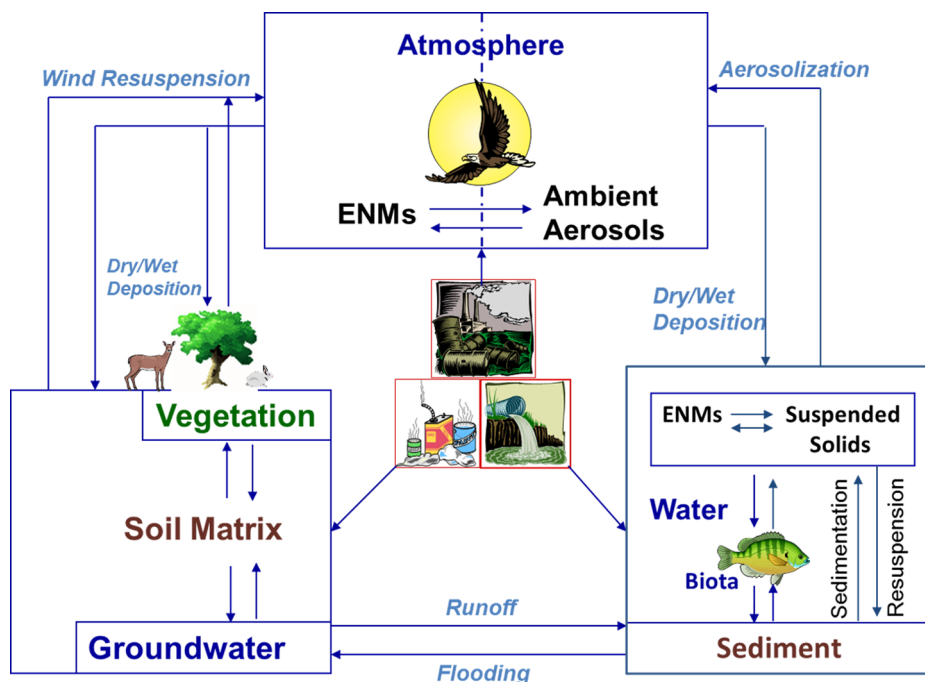 Atmosphere
Wind Resuspension
Aerosolization
ENMs
Ambient
Aerosols
Dry/Wet
Deposition
Dry/Wet
Deposition
Vegetation
Soil Matrix
Groundwater
Runoff
Flooding
ENMs
Suspended
Solids
Water
Biota
Sedimentation
Resuspension
Sediment